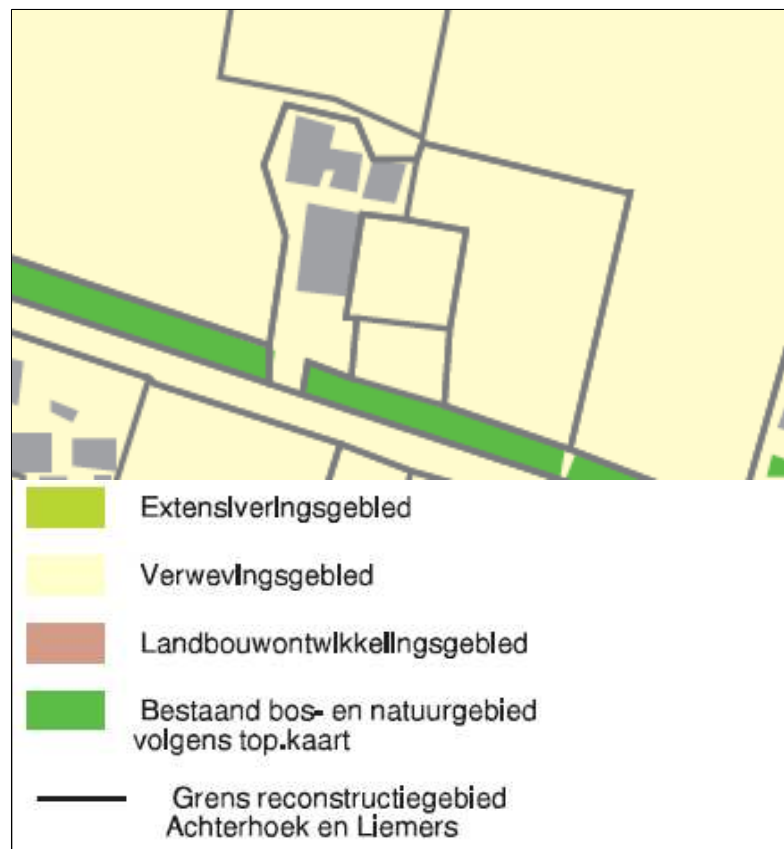 Extensiveringsgebied
Verwevingsgebied
Landbouwontwikkelingsgebied
Bestaand bos- en natuurgebied
volgens top.kaart
Grens reconstructiegebied
Achterhoek en Liemers